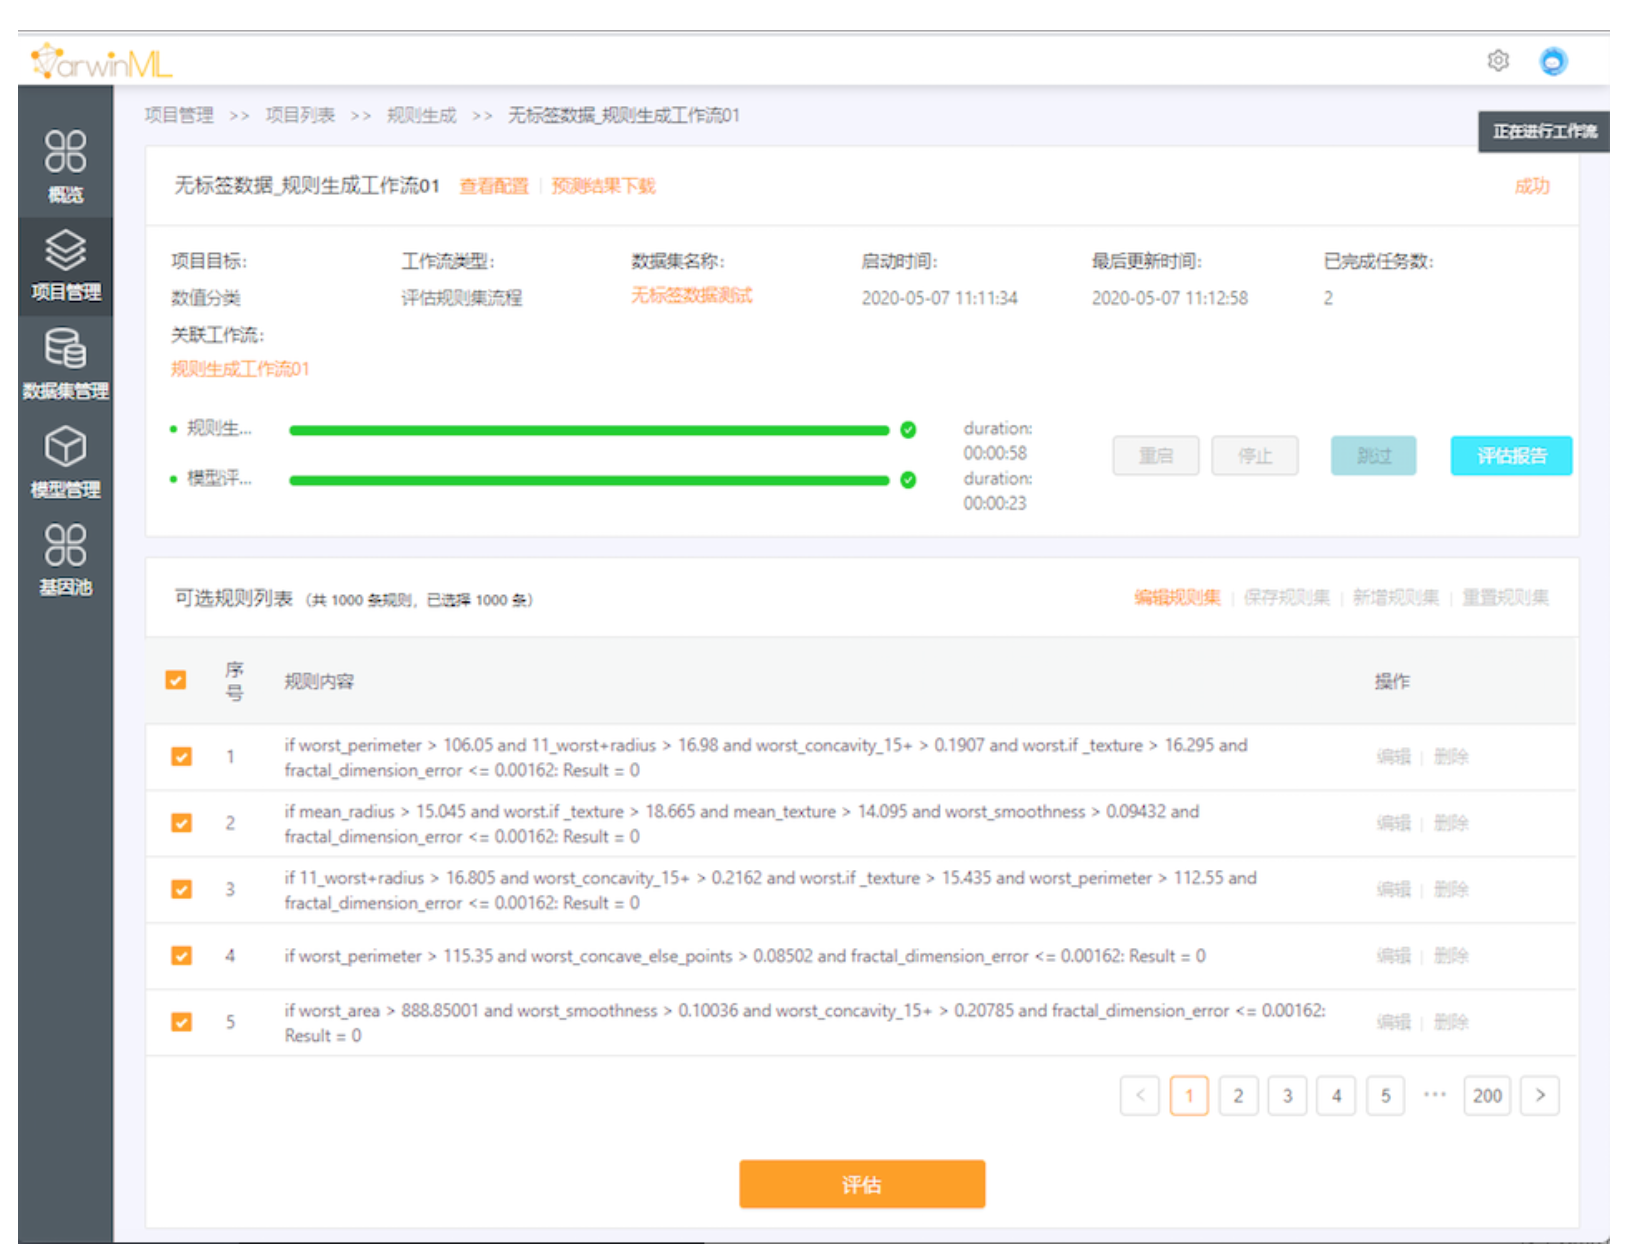 DarwinML
项目管理 >> 项目列表 >> 规则生成 >> 无标签数据_规则生成工作流01
正在进行工作流
概览
项目管理
数据集管理
模型管理
基因池
无标签数据_规则生成工作流01 查看配置 | 预测结果下载 成功
项目目标: 工作流类型: 数据集名称: 启动时间: 最后更新时间: 已完成任务数:
数值分类 评估规则集流程 无标签数据测试 2020-05-07 11:11:34 2020-05-07 11:12:58 2
关联工作流:
规则生成工作流01
规则生... duration: 00:00:58
模型评... duration: 00:00:23
重启 停止 跳过 评估报告
可选规则列表 (共 1000 条规则, 已选择 1000 条) 编辑规则集 | 保存规则集 | 新增规则集 | 重置规则集
序号 规则内容 操作
1 if worst_perimeter > 106.05 and 11_worst+radius > 16.98 and worst_concavity_15+ > 0.1907 and worst.if _texture > 16.295 and
fractal_dimension_error <= 0.00162: Result = 0 编辑 | 删除
2 if mean_radius > 15.045 and worst.if _texture > 18.665 and mean_texture > 14.095 and worst_smoothness > 0.09432 and
fractal_dimension_error <= 0.00162: Result = 0 编辑 | 删除
3 if 11_worst+radius > 16.805 and worst_concavity_15+ > 0.2162 and worst.if _texture > 15.435 and worst_perimeter > 112.55 and
fractal_dimension_error <= 0.00162: Result = 0 编辑 | 删除
4 if worst_perimeter > 115.35 and worst_concave_else_points > 0.08502 and fractal_dimension_error <= 0.00162: Result = 0 编辑 | 删除
5 if worst_area > 888.85001 and worst_smoothness > 0.10036 and worst_concavity_15+ > 0.20785 and fractal_dimension_error <= 0.00162:
Result = 0 编辑 | 删除
< 1 2 3 4 5 ··· 200 >
评估